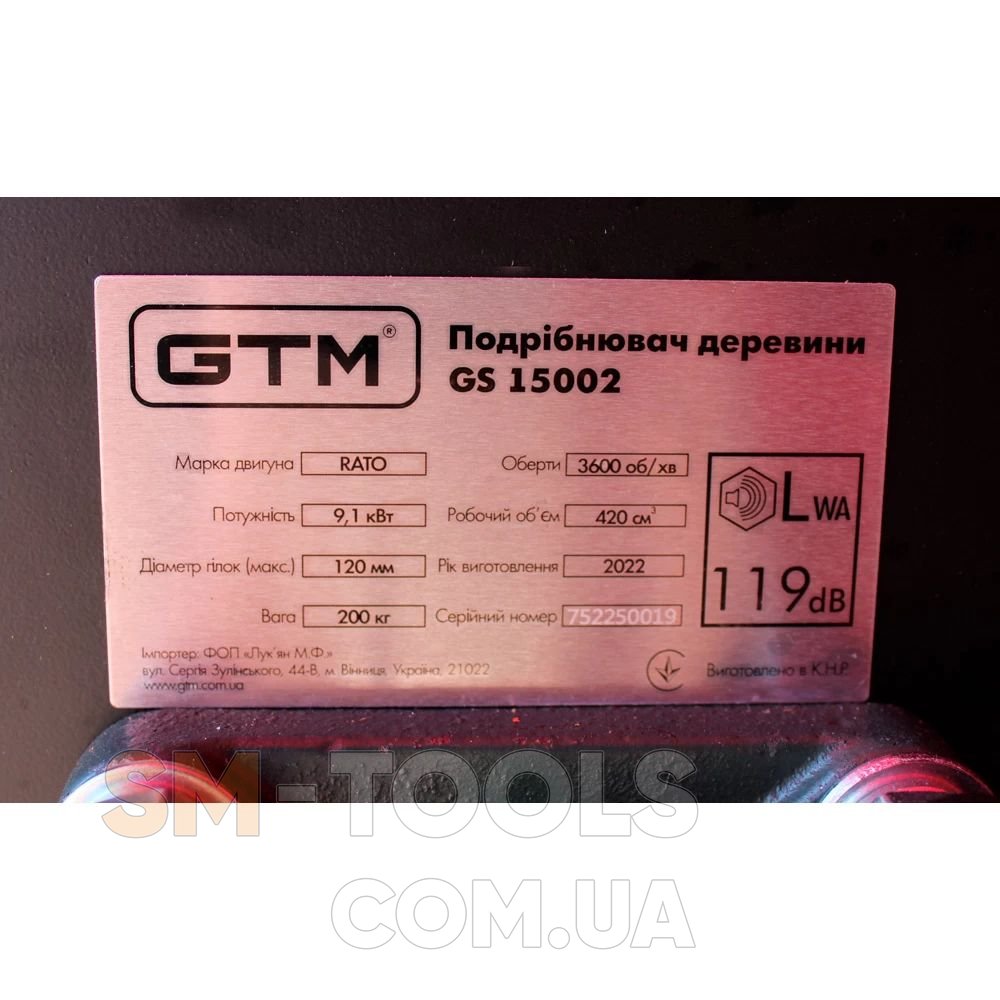 GTM®
Подрібнювач деревини
GS 15002
Марка двигуна RATO
Оберти 3600 об/хв
Потужність 9,1 кВт
Робочий об'єм 420 см³
Діаметр гілок (макс.) 120 мм
Рік виготовлення 2022
Вага 200 кг
Серійний номер 752250019
LWA
119dB
Імпортер: ФОП «Лук'ян М.Ф.»
вул. Сергія Зулінського, 44-В, м. Вінниця, Україна, 21022
www.gtm.com.ua
Виготовлено в К.Н.Р.
SM-TOOLS
COM.UA